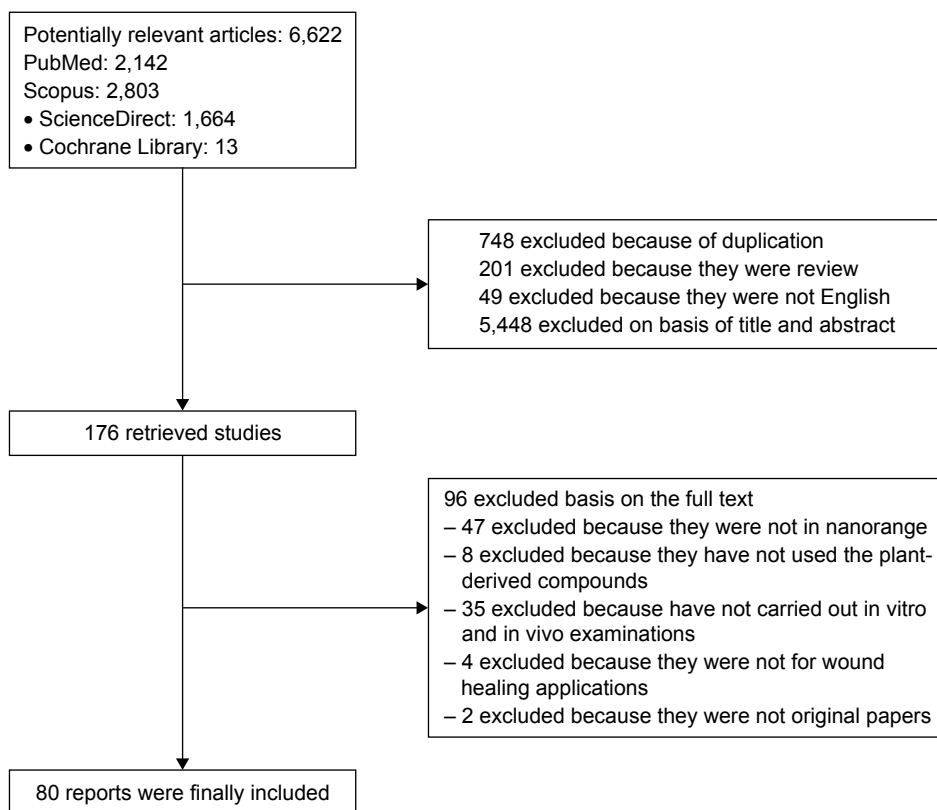 Potentially relevant articles: 6,622
PubMed: 2,142
Scopus: 2,803
• ScienceDirect: 1,664
• Cochrane Library: 13
748 excluded because of duplication
201 excluded because they were review
49 excluded because they were not English
5,448 excluded on basis of title and abstract
176 retrieved studies
96 excluded basis on the full text
– 47 excluded because they were not in nanorange
– 8 excluded because they have not used the plant-
derived compounds
– 35 excluded because have not carried out in vitro
and in vivo examinations
– 4 excluded because they were not for wound
healing applications
– 2 excluded because they were not original papers
80 reports were finally included